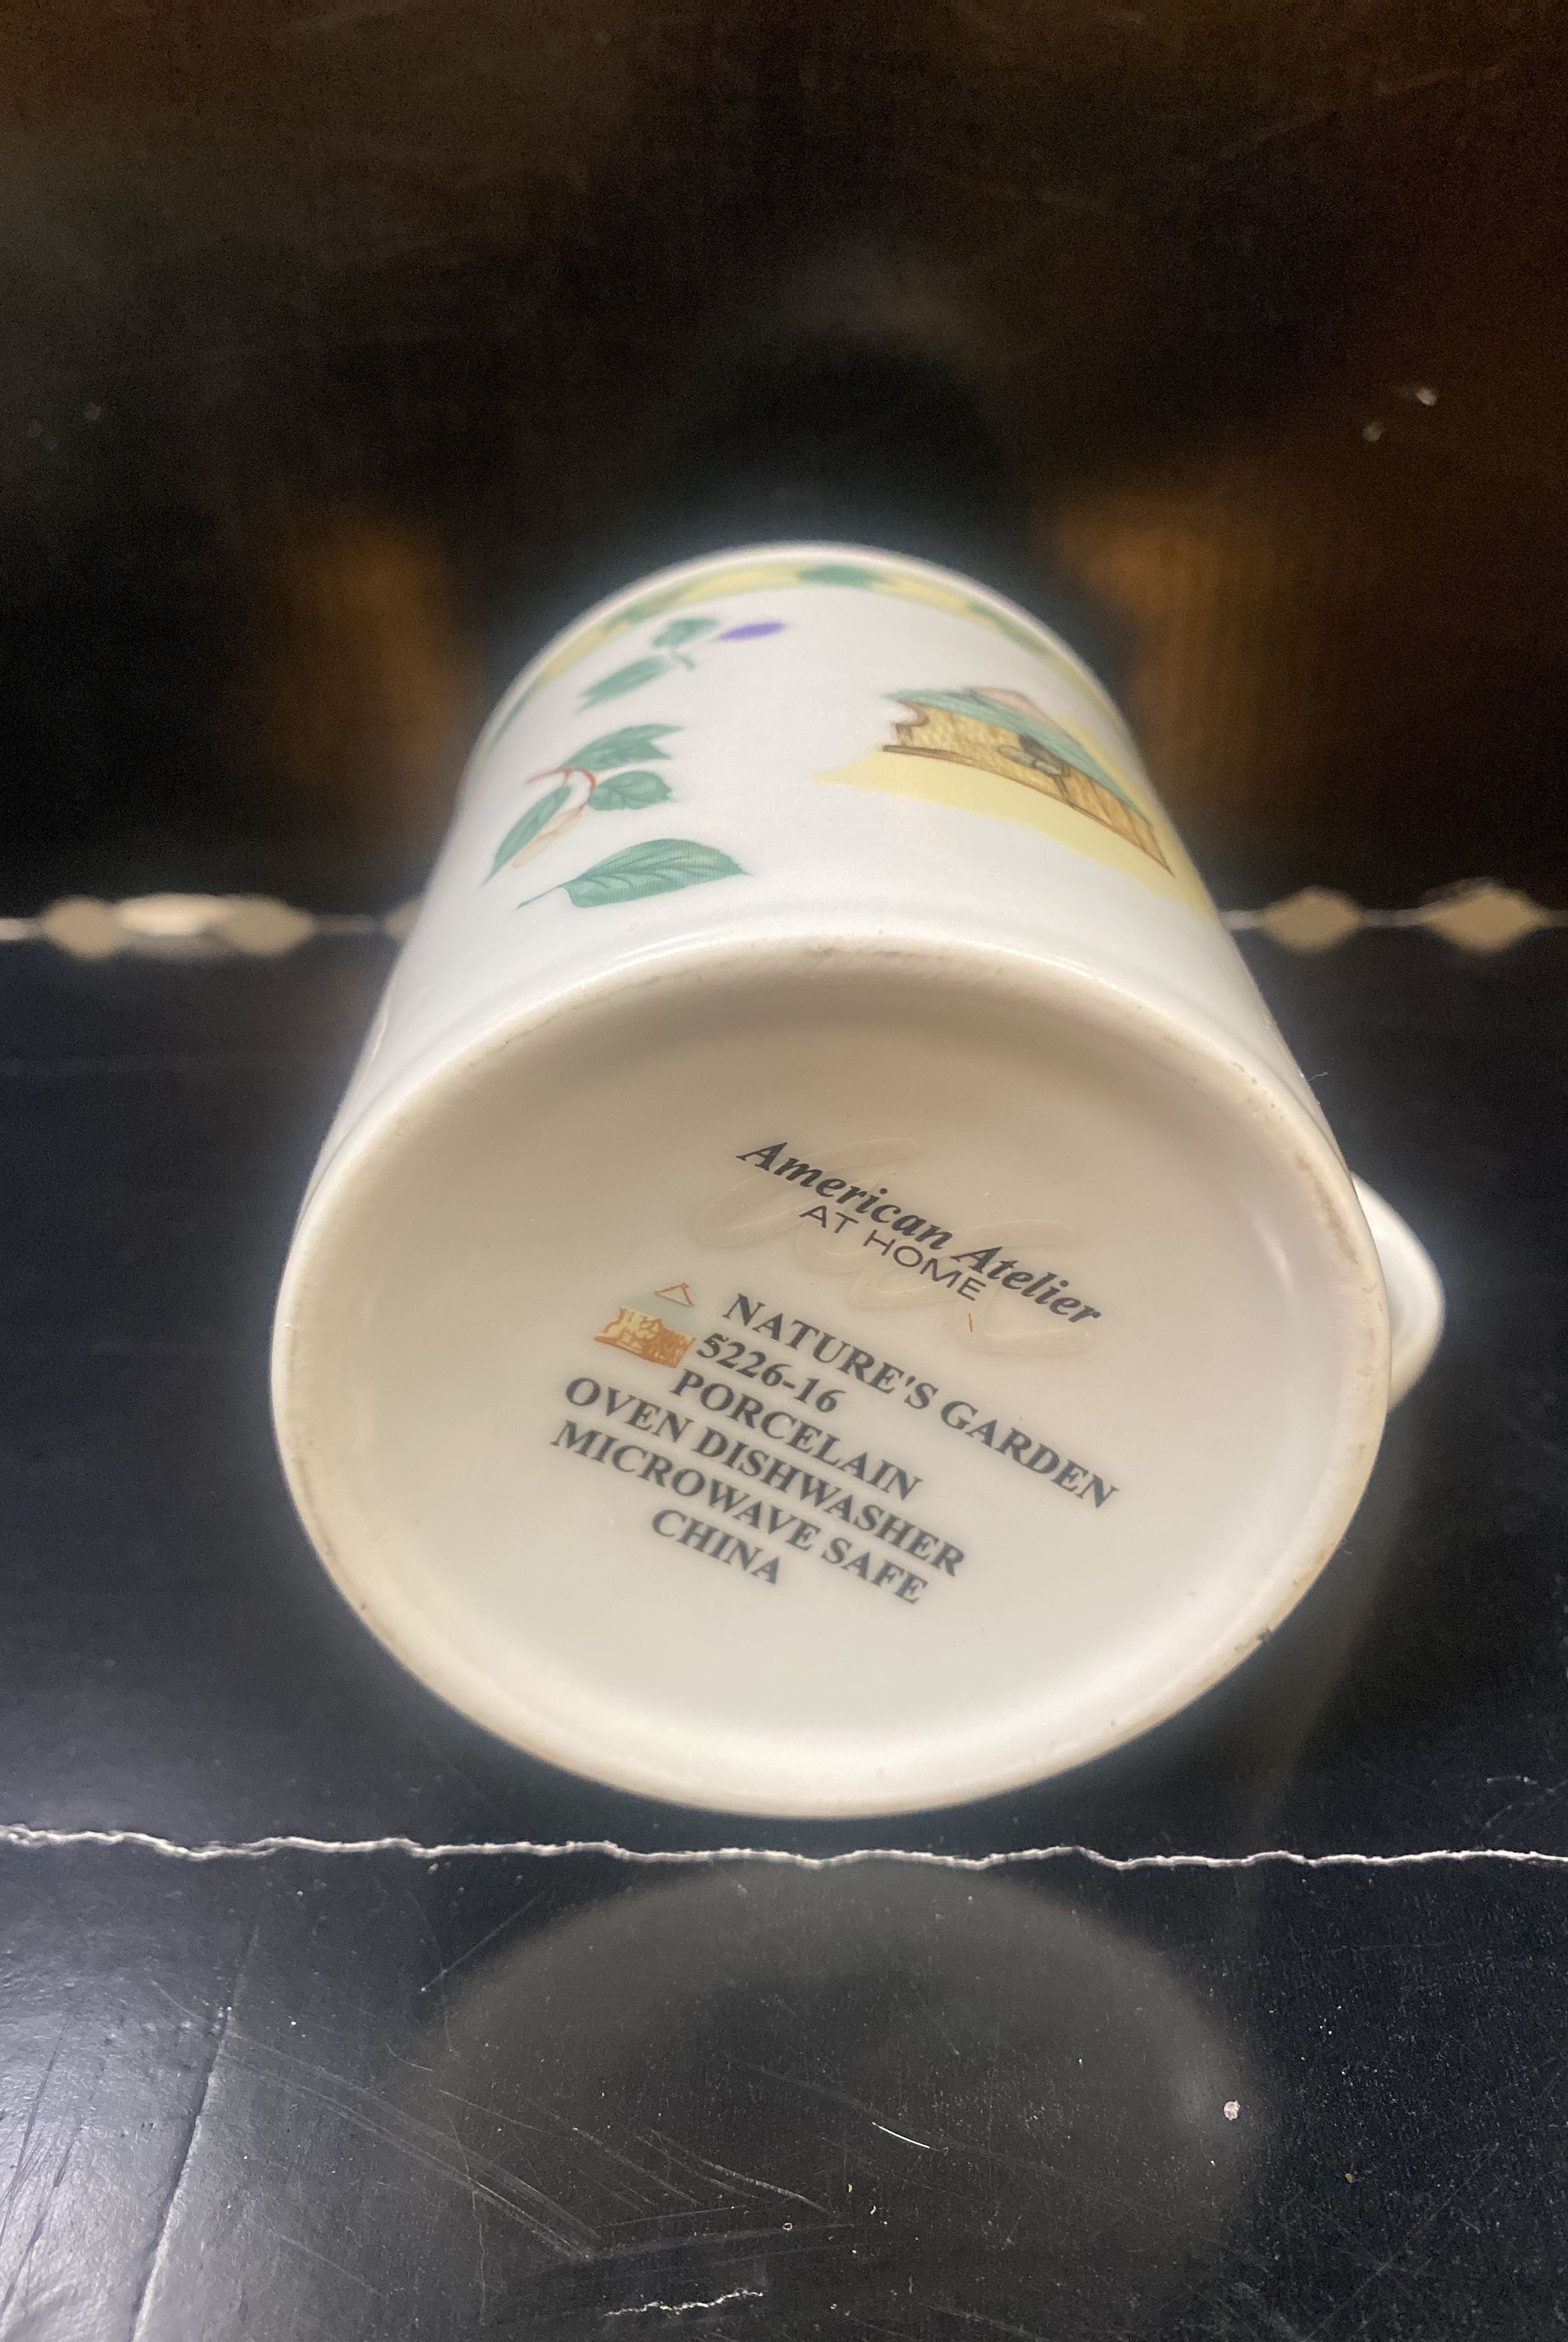 American Atelier
AT HOME
NATURE'S GARDEN
5226-16
PORCELAIN
OVEN DISHWASHER
MICROWAVE SAFE
CHINA